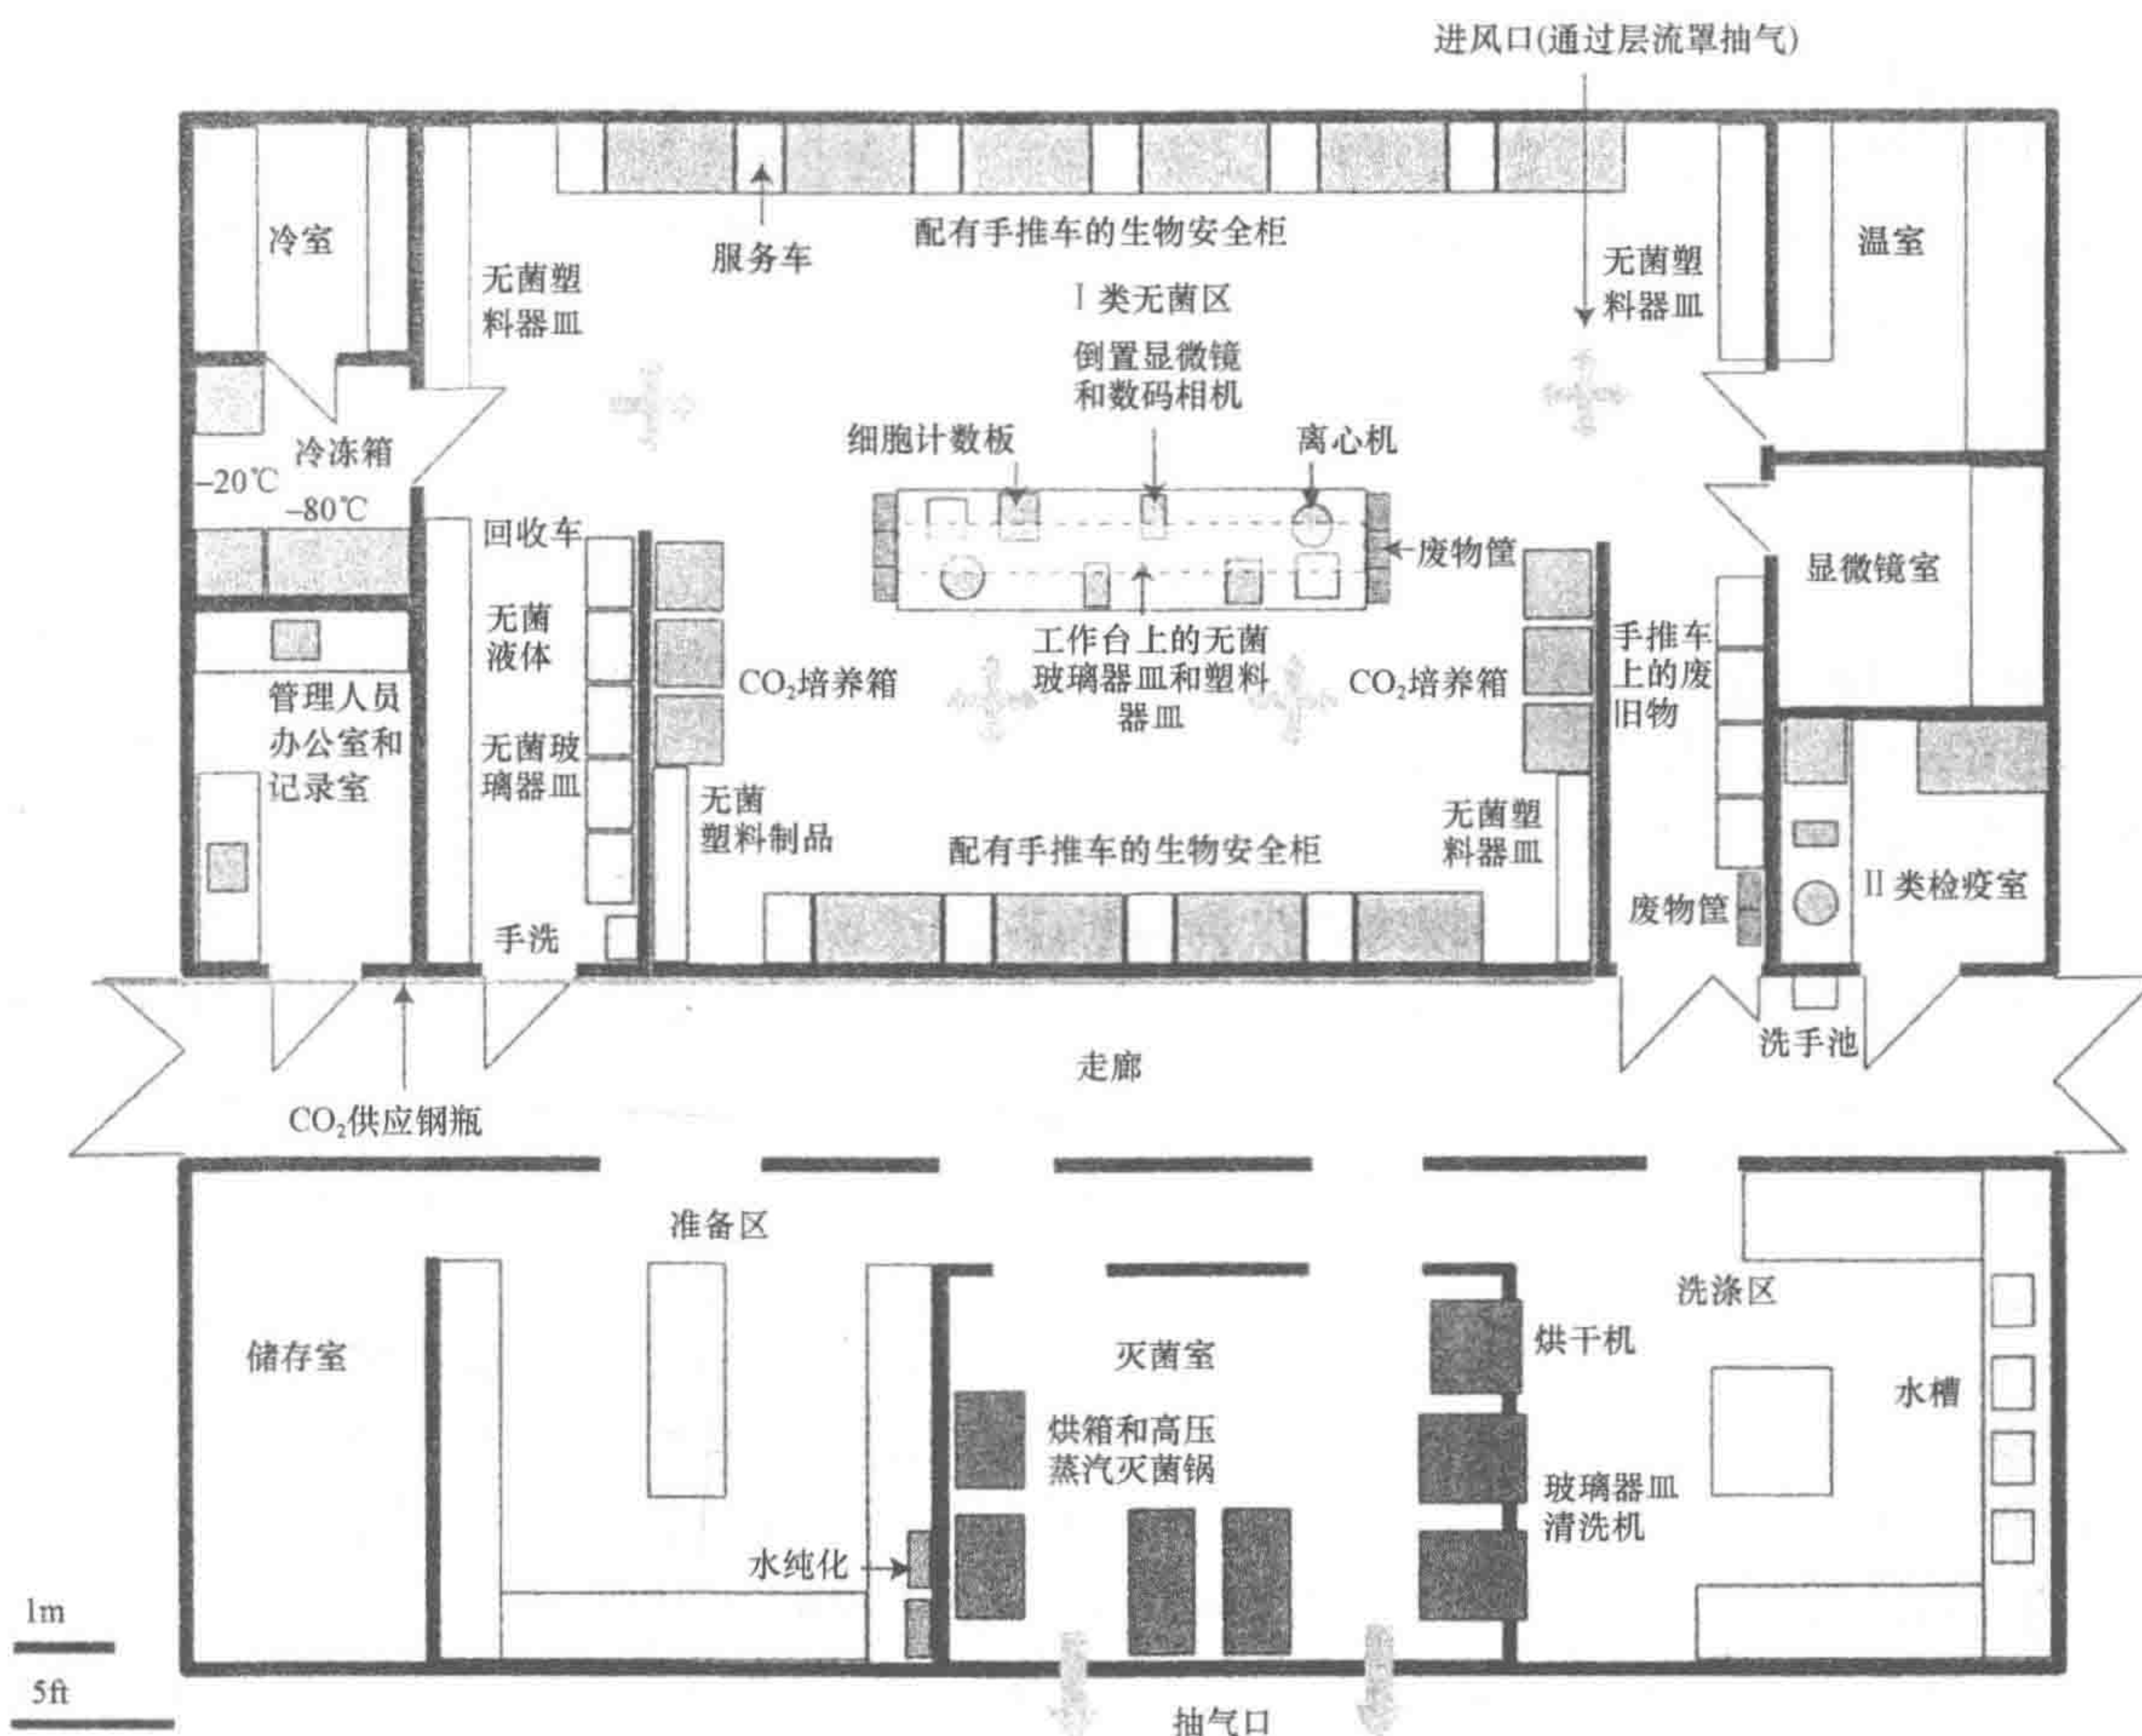 进风口(通过层流罩抽气)
冷室
无菌塑
料器皿
服务车
配有手推车的生物安全柜
Ⅰ类无菌区
倒置显微镜
和数码相机
无菌塑
料器皿
温室
细胞计数板
离心机
冷冻箱
–20℃
–80℃
回收车
废物筐
显微镜室
无菌
液体
CO₂培养箱
工作台上的无菌
玻璃器皿和塑料
器皿
CO₂培养箱
手推车
上的废
旧物
管理人员
办公室和
记录室
无菌玻
璃器皿
无菌
塑料制品
配有手推车的生物安全柜
无菌塑
料器皿
Ⅱ类检疫室
废物筐
手洗
洗手池
走廊
CO₂供应钢瓶
准备区
洗涤区
储存室
灭菌室
烘干机
水槽
烘箱和高压
蒸汽灭菌锅
玻璃器皿
清洗机
水纯化
1m
5ft
抽气口